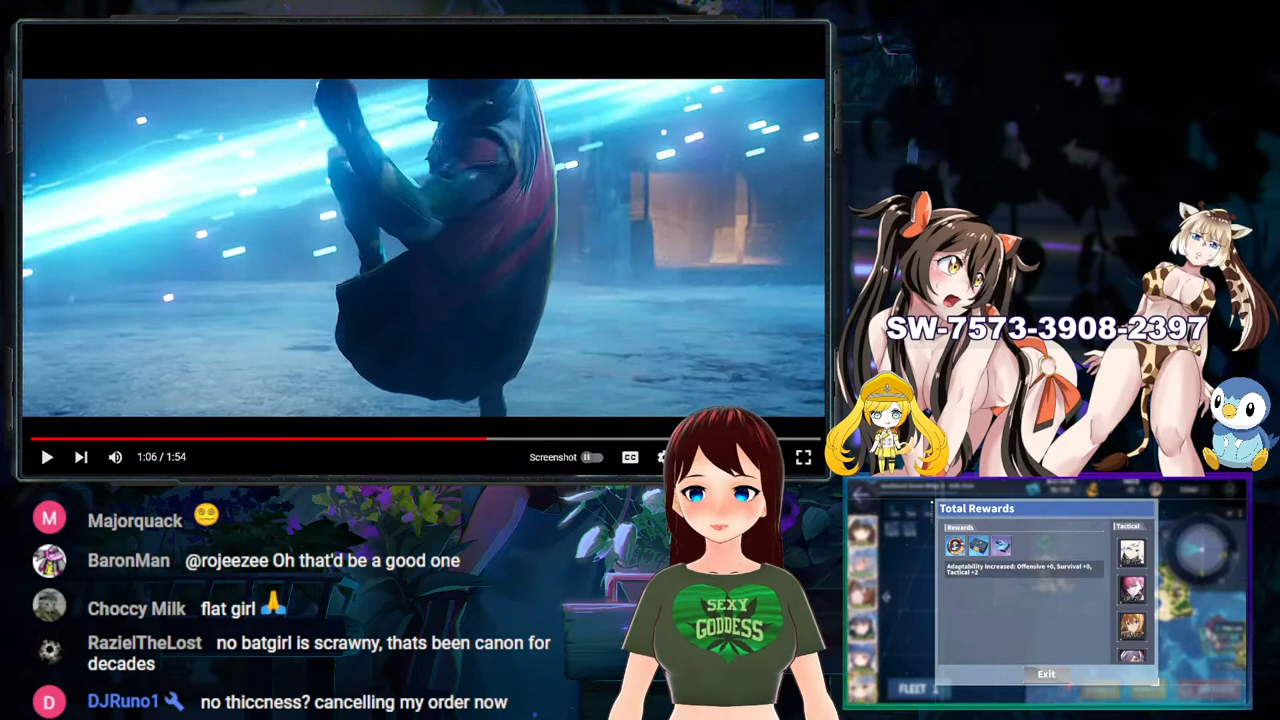 1:06 / 1:54
Screenshot
CC
SW-7573-3908-2397
Majorquack
BaronMan @rojeezee Oh that'd be a good one
Choccy Milk flat girl
RazielTheLost no batgirl is scrawny, thats been canon for
decades
DJRuno1 no thiccness? cancelling my order now
M
D
SEXY
GODDESS
Total Rewards
Rewards
Tactical
Adaptability Increased: Offensive +0, Survival +0,
Tactical +2
Exit
FLEET